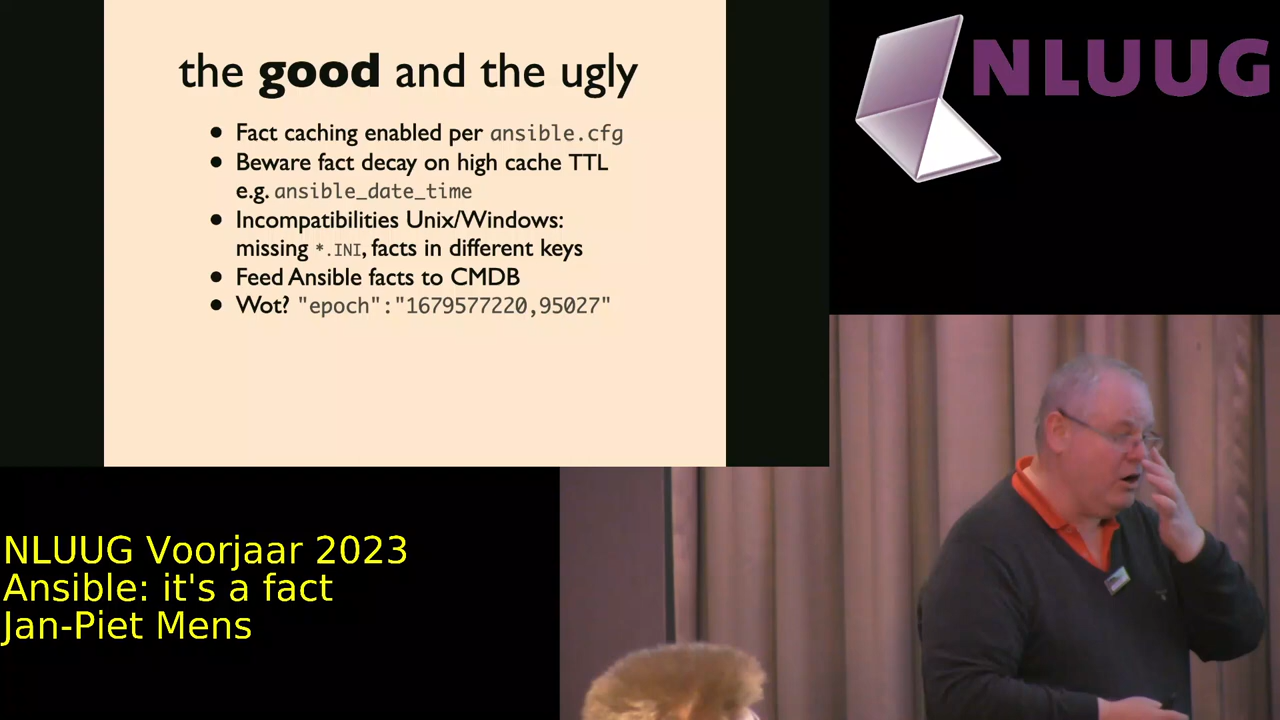 the good and the ugly
• Fact caching enabled per ansible.cfg
• Beware fact decay on high cache TTL
e.g. ansible_date_time
• Incompatibilities Unix/Windows:
missing *.INI, facts in different keys
• Feed Ansible facts to CMDB
• Wot? "epoch":"1679577220,95027"
NLUUG
NLUUG Voorjaar 2023
Ansible: it's a fact
Jan-Piet Mens